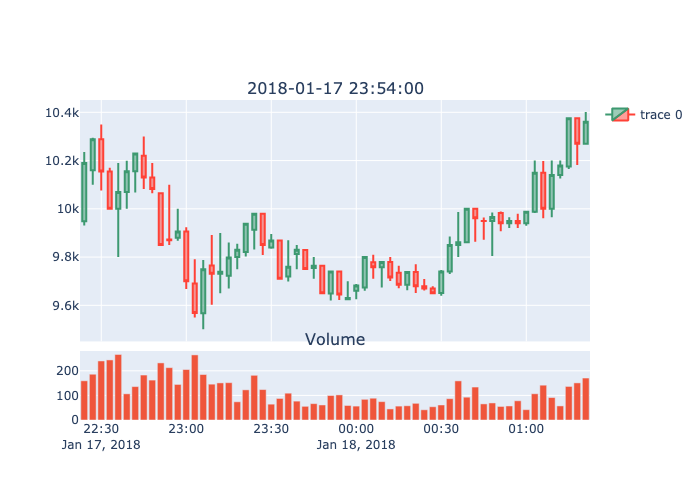 2018-01-17 23:54:00
10.4k
10.2k
10k
9.8k
9.6k
trace 0
Volume
200
100
0
22:30 23:00 23:30 00:00 00:30 01:00
Jan 17, 2018 Jan 18, 2018